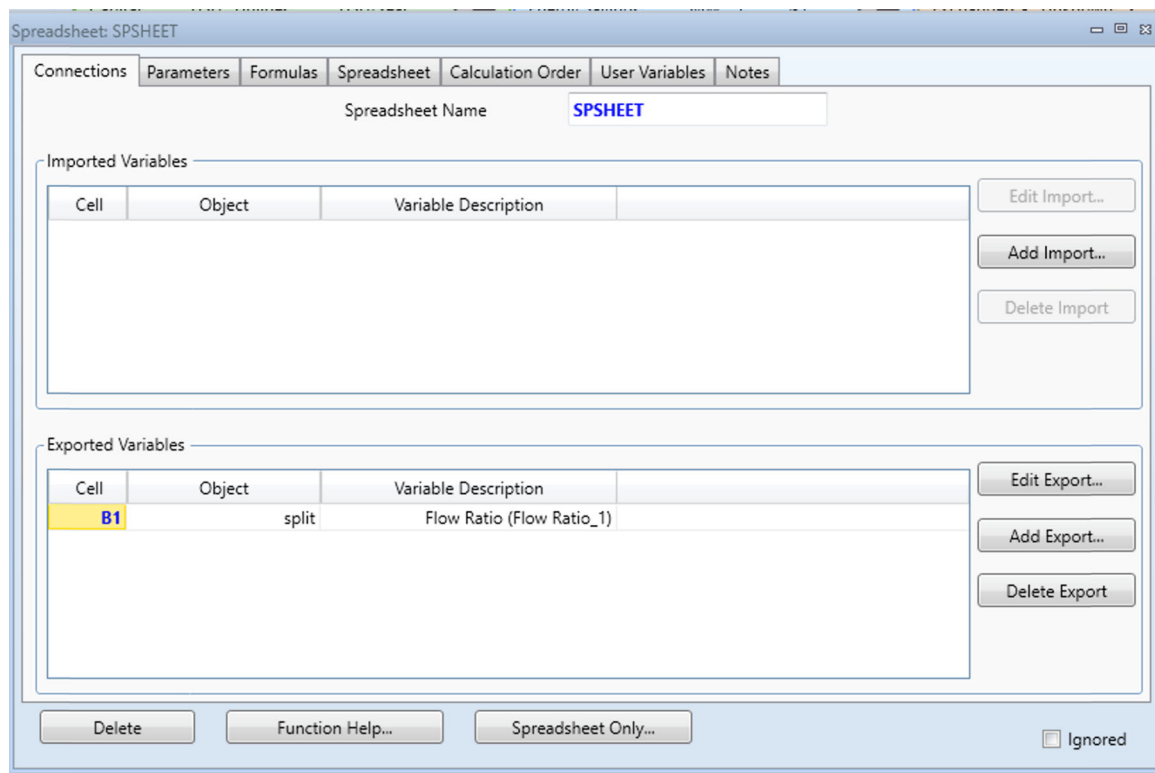 Spreadsheet: SPSHEET
Connections Parameters Formulas Spreadsheet Calculation Order User Variables Notes
Spreadsheet Name SPSHEET
Imported Variables
Cell Object Variable Description
Edit Import...
Add Import...
Delete Import
Exported Variables
Cell Object Variable Description
B1 split Flow Ratio (Flow Ratio_1)
Edit Export...
Add Export...
Delete Export
Delete Function Help... Spreadsheet Only... Ignored